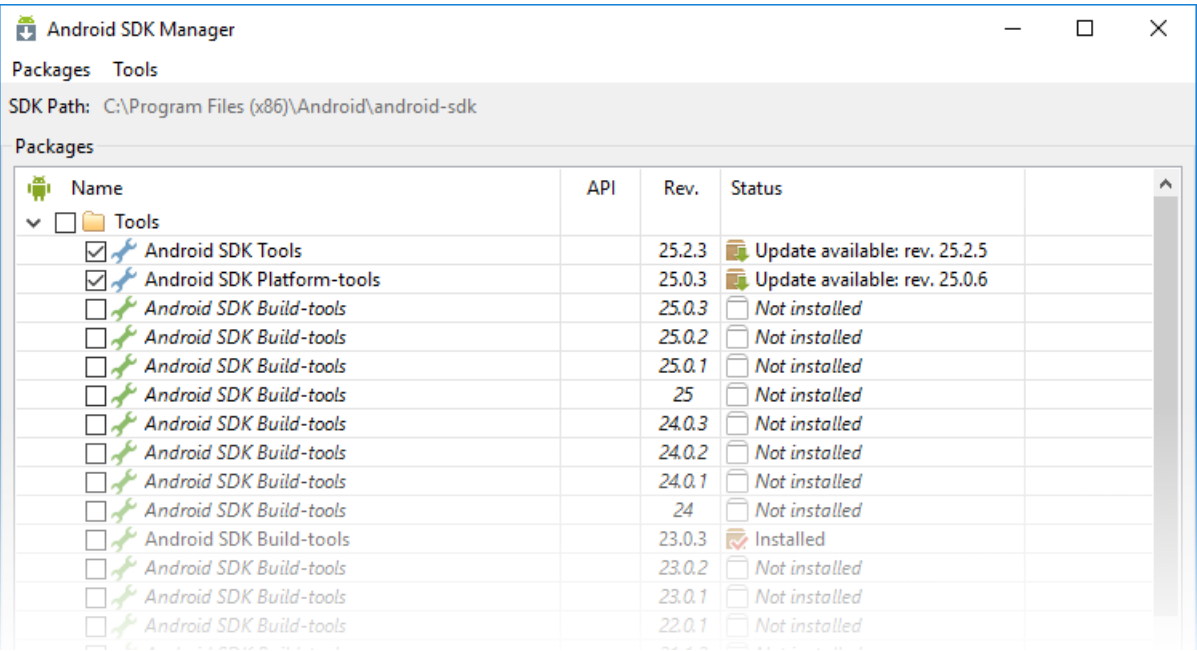 Android SDK Manager
Packages Tools
SDK Path: C:\Program Files (x86)\Android\android-sdk
Packages
Name API Rev. Status
Tools
Android SDK Tools 25.2.3 Update available: rev. 25.2.5
Android SDK Platform-tools 25.0.3 Update available: rev. 25.0.6
Android SDK Build-tools 25.0.3 Not installed
Android SDK Build-tools 25.0.2 Not installed
Android SDK Build-tools 25.0.1 Not installed
Android SDK Build-tools 25 Not installed
Android SDK Build-tools 24.0.3 Not installed
Android SDK Build-tools 24.0.2 Not installed
Android SDK Build-tools 24.0.1 Not installed
Android SDK Build-tools 24 Not installed
Android SDK Build-tools 23.0.3 Installed
Android SDK Build-tools 23.0.2 Not installed
Android SDK Build-tools 23.0.1 Not installed
Android SDK Build-tools 22.0.1 Not installed